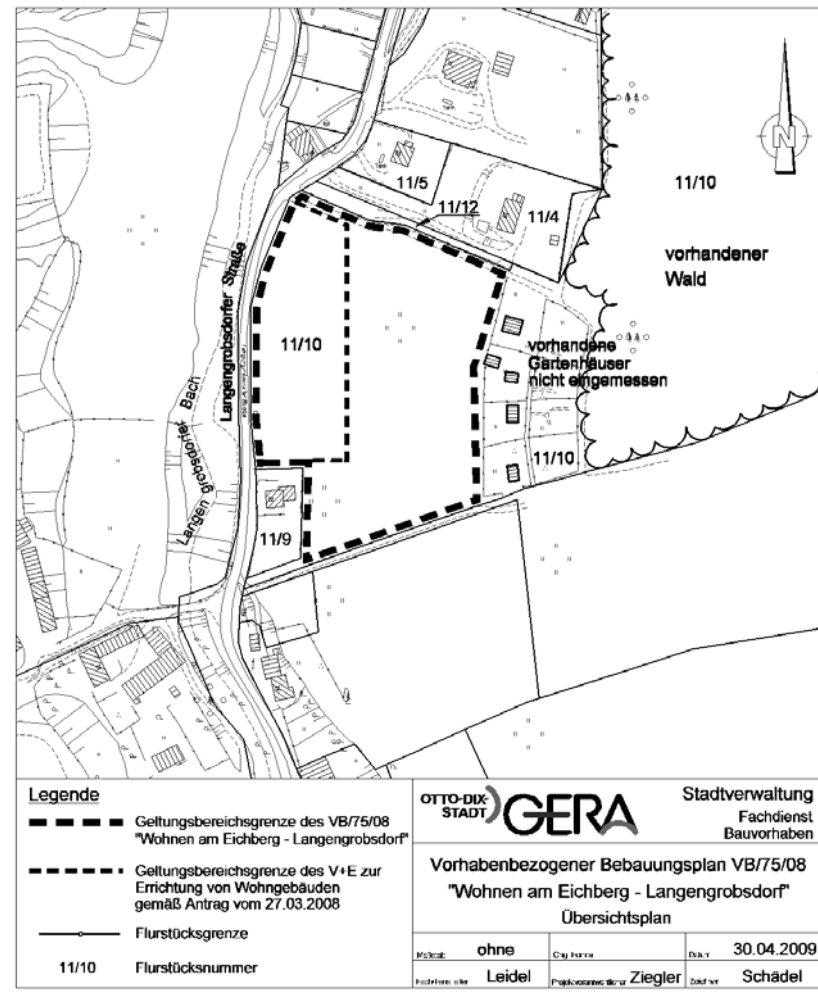 11/5
11/12
11/4
11/10
N
vorhandener
Wald
Langengrobsdorfer Straße
11/10
vorhandene
Gartenhäuser
nicht eingemessen
Langengrobsdorfer Bach
11/10
11/9
Legende
Geltungsbereichsgrenze des VB/75/08
"Wohnen am Eichberg - Langengrobsdorf"
Geltungsbereichsgrenze des V+E zur
Errichtung von Wohngebäuden
gemäß Antrag vom 27.03.2008
Flurstücksgrenze
11/10 Flurstücksnummer
OTTO-DIX-
STADT
GERA
Stadtverwaltung
Fachdienst
Bauvorhaben
Vorhabenbezogener Bebauungsplan VB/75/08
"Wohnen am Eichberg - Langengrobsdorf"
Übersichtsplan
ohne 30.04.2009
Leidel Ziegler Schädel